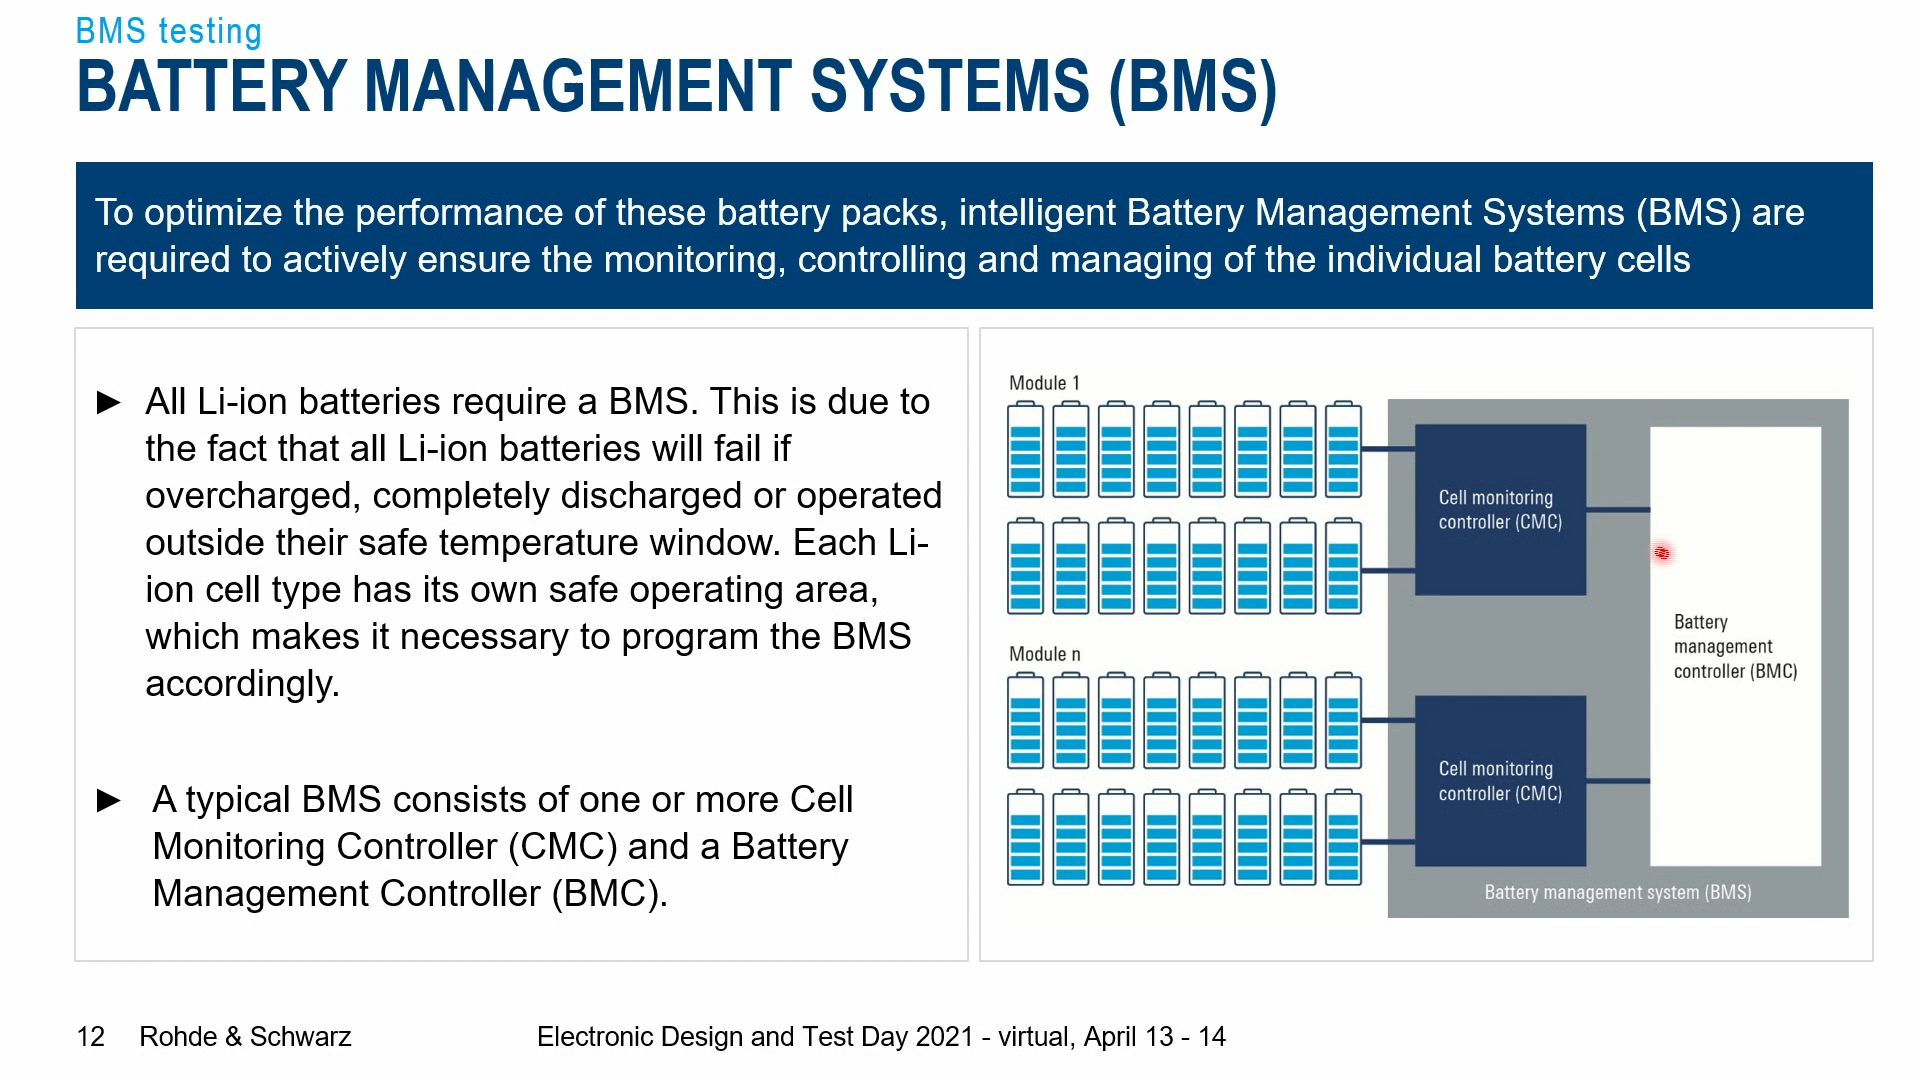 BMS testing
BATTERY MANAGEMENT SYSTEMS (BMS)
To optimize the performance of these battery packs, intelligent Battery Management Systems (BMS) are
required to actively ensure the monitoring, controlling and managing of the individual battery cells
► All Li-ion batteries require a BMS. This is due to
the fact that all Li-ion batteries will fail if
overcharged, completely discharged or operated
outside their safe temperature window. Each Li-
ion cell type has its own safe operating area,
which makes it necessary to program the BMS
accordingly.
► A typical BMS consists of one or more Cell
Monitoring Controller (CMC) and a Battery
Management Controller (BMC).
Module 1
Cell monitoring
controller (CMC)
Battery
management
controller (BMC)
Module n
Cell monitoring
controller (CMC)
Battery management system (BMS)
12 Rohde & Schwarz Electronic Design and Test Day 2021 - virtual, April 13 - 14